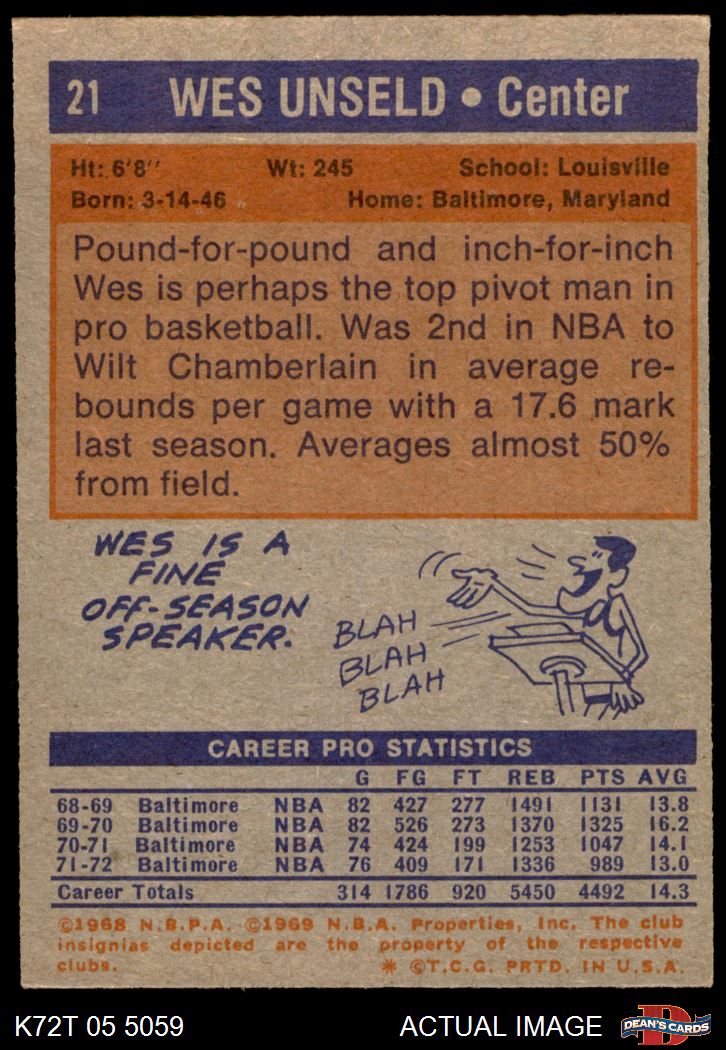 21 WES UNSELD • Center
Ht: 6'8'' Wt: 245 School: Louisville
Born: 3-14-46 Home: Baltimore, Maryland
Pound-for-pound and inch-for-inch
Wes is perhaps the top pivot man in
pro basketball. Was 2nd in NBA to
Wilt Chamberlain in average re-
bounds per game with a 17.6 mark
last season. Averages almost 50%
from field.
WES IS A
FINE
OFF-SEASON
SPEAKER.
BLAH
BLAH
BLAH
CAREER PRO STATISTICS
G FG FT REB PTS AVG
68-69 Baltimore NBA 82 427 277 1491 1131 13.8
69-70 Baltimore NBA 82 526 273 1370 1325 16.2
70-71 Baltimore NBA 74 424 199 1253 1047 14.1
71-72 Baltimore NBA 76 409 171 1336 989 13.0
Career Totals 314 1786 920 5450 4492 14.3
©1968 N.B.P.A. ©1969 N.B.A. Properties, Inc. The club
insignias depicted are the property of the respective
clubs. * ©T.C.G. PRTD. IN U.S.A.
K72T 05 5059 ACTUAL IMAGE D DEAN'S CARDS